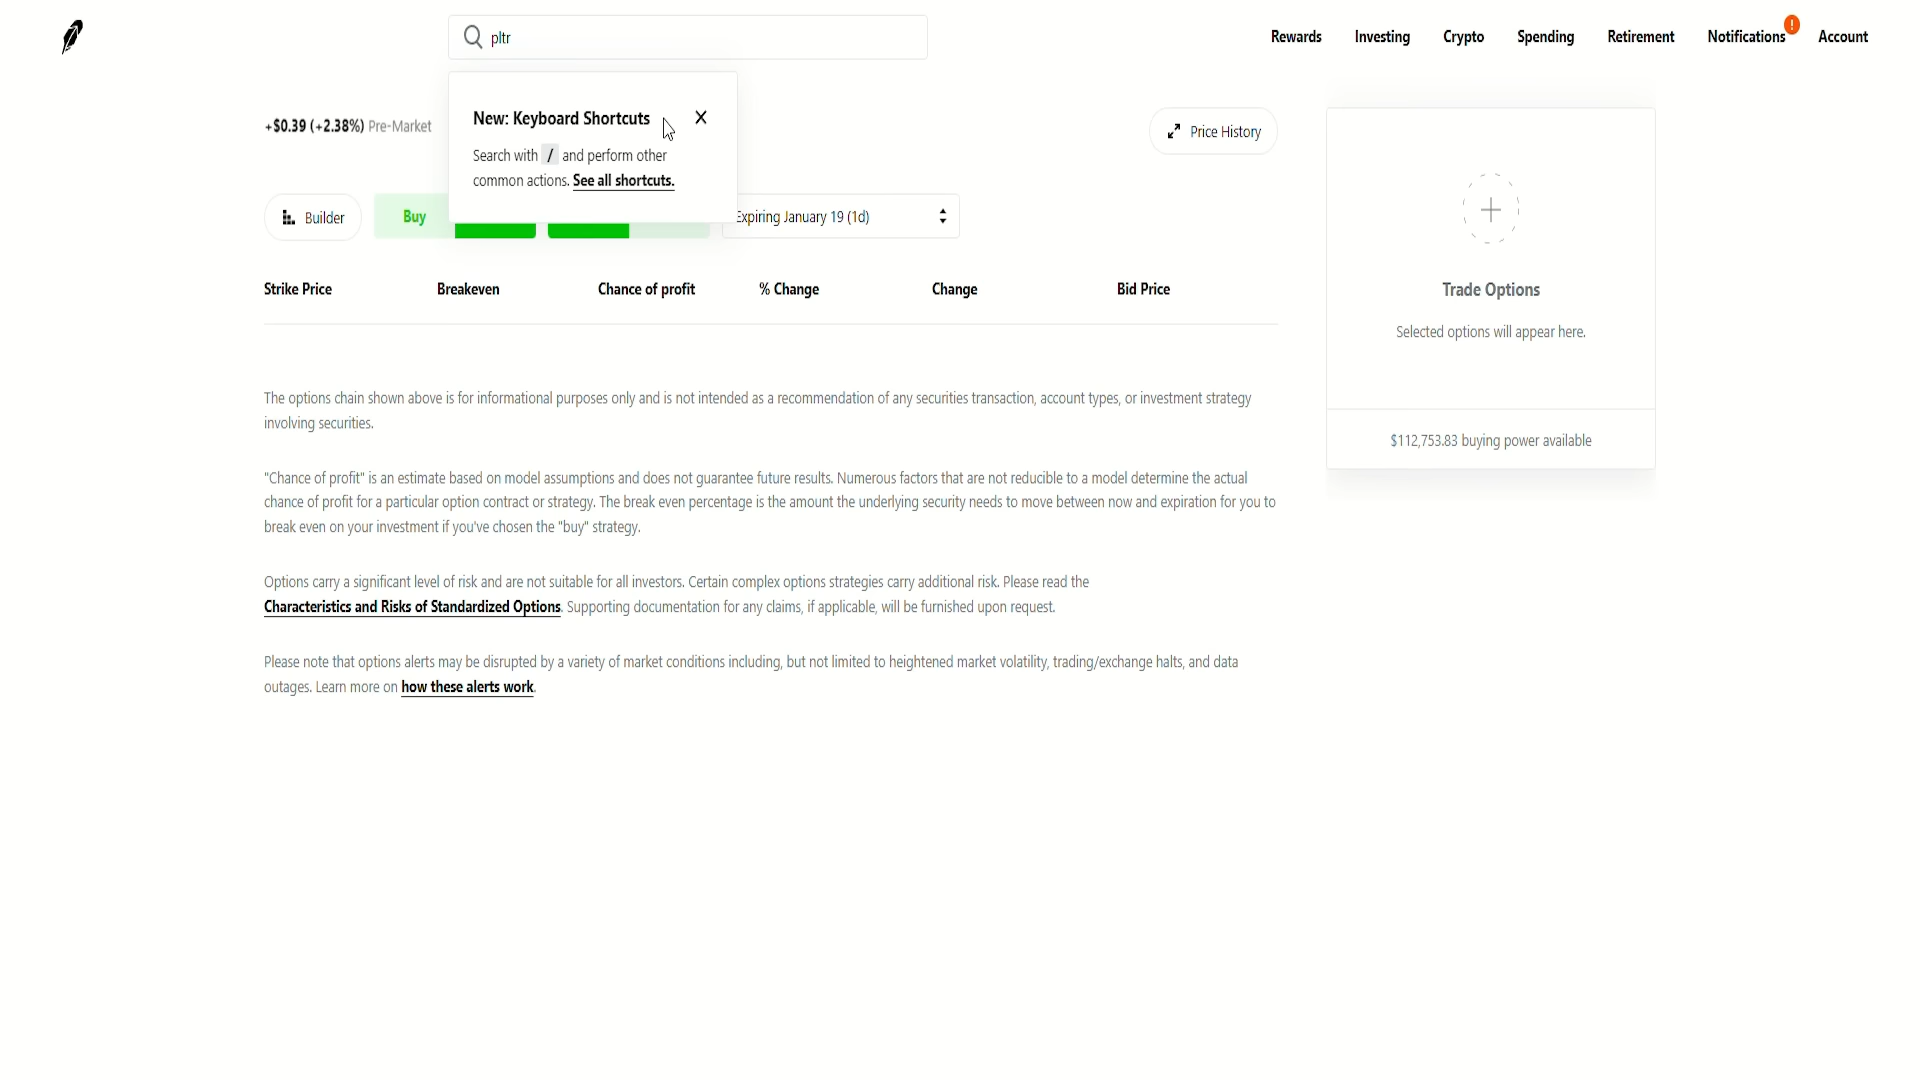 pltr
Rewards
Investing
Crypto
Spending
Retirement
Notifications
!
Account
New: Keyboard Shortcuts
Search with / and perform other
common actions. See all shortcuts.
+$0.39 (+2.38%) Pre-Market
Price History
Builder
Buy
Expiring January 19 (1d)
Strike Price
Breakeven
Chance of profit
% Change
Change
Bid Price
The options chain shown above is for informational purposes only and is not intended as a recommendation of any securities transaction, account types, or investment strategy
involving securities.
"Chance of profit" is an estimate based on model assumptions and does not guarantee future results. Numerous factors that are not reducible to a model determine the actual
chance of profit for a particular option contract or strategy. The break even percentage is the amount the underlying security needs to move between now and expiration for you to
break even on your investment if you've chosen the "buy" strategy.
Options carry a significant level of risk and are not suitable for all investors. Certain complex options strategies carry additional risk. Please read the
Characteristics and Risks of Standardized Options. Supporting documentation for any claims, if applicable, will be furnished upon request.
Please note that options alerts may be disrupted by a variety of market conditions including, but not limited to heightened market volatility, trading/exchange halts, and data
outages. Learn more on how these alerts work.
Trade Options
Selected options will appear here.
$112,753.83 buying power available